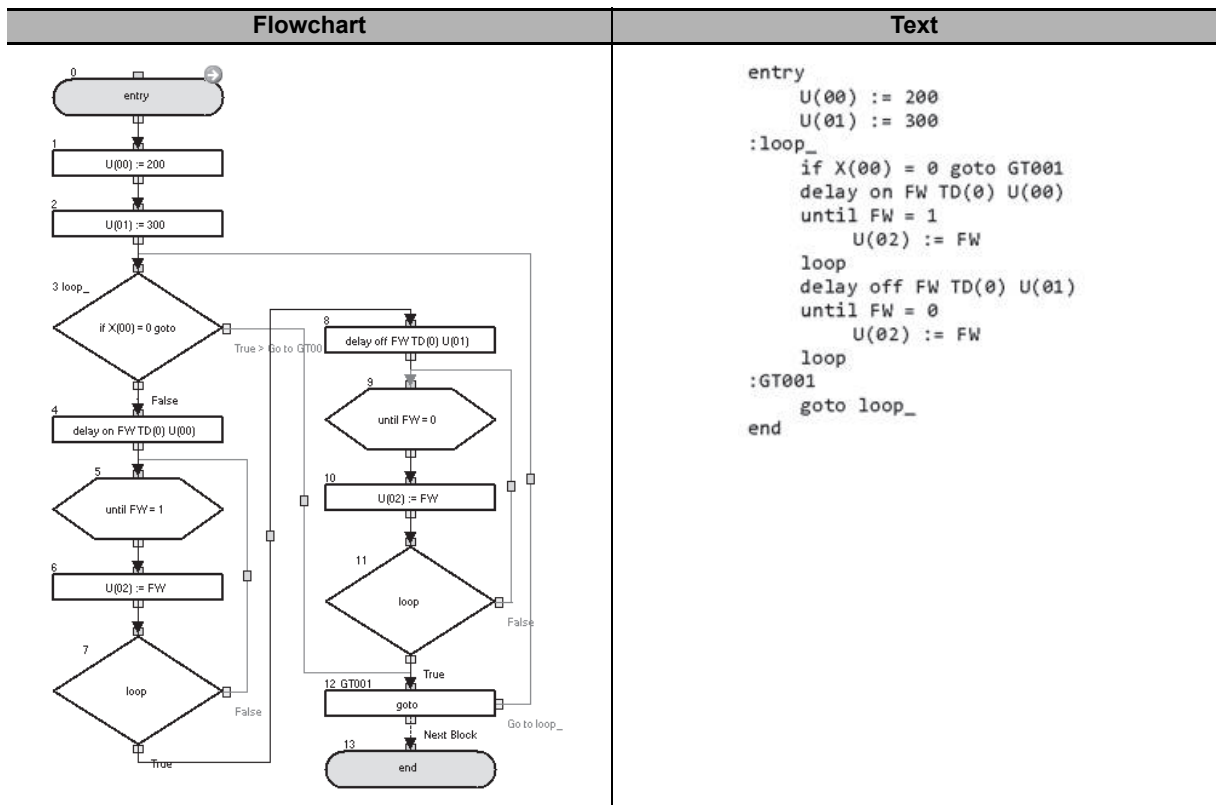 Flowchart
Text
0
entry
1
U(00) := 200
2
U(01) := 300
3 loop_
if X(00) = 0 goto
True > Go to GT00
False
4
delay on FW TD(0) U(00)
5
until FW = 1
6
U(02) := FW
7
loop
False
True
8
delay off FW TD(0) U(01)
9
until FW = 0
10
U(02) := FW
11
loop
False
True
12 GT001
goto
Go to loop_
Next Block
13
end
entry
U(00) := 200
U(01) := 300
:loop_
if X(00) = 0 goto GT001
delay on FW TD(0) U(00)
until FW = 1
U(02) := FW
loop
delay off FW TD(0) U(01)
until FW = 0
U(02) := FW
loop
:GT001
goto loop_
end